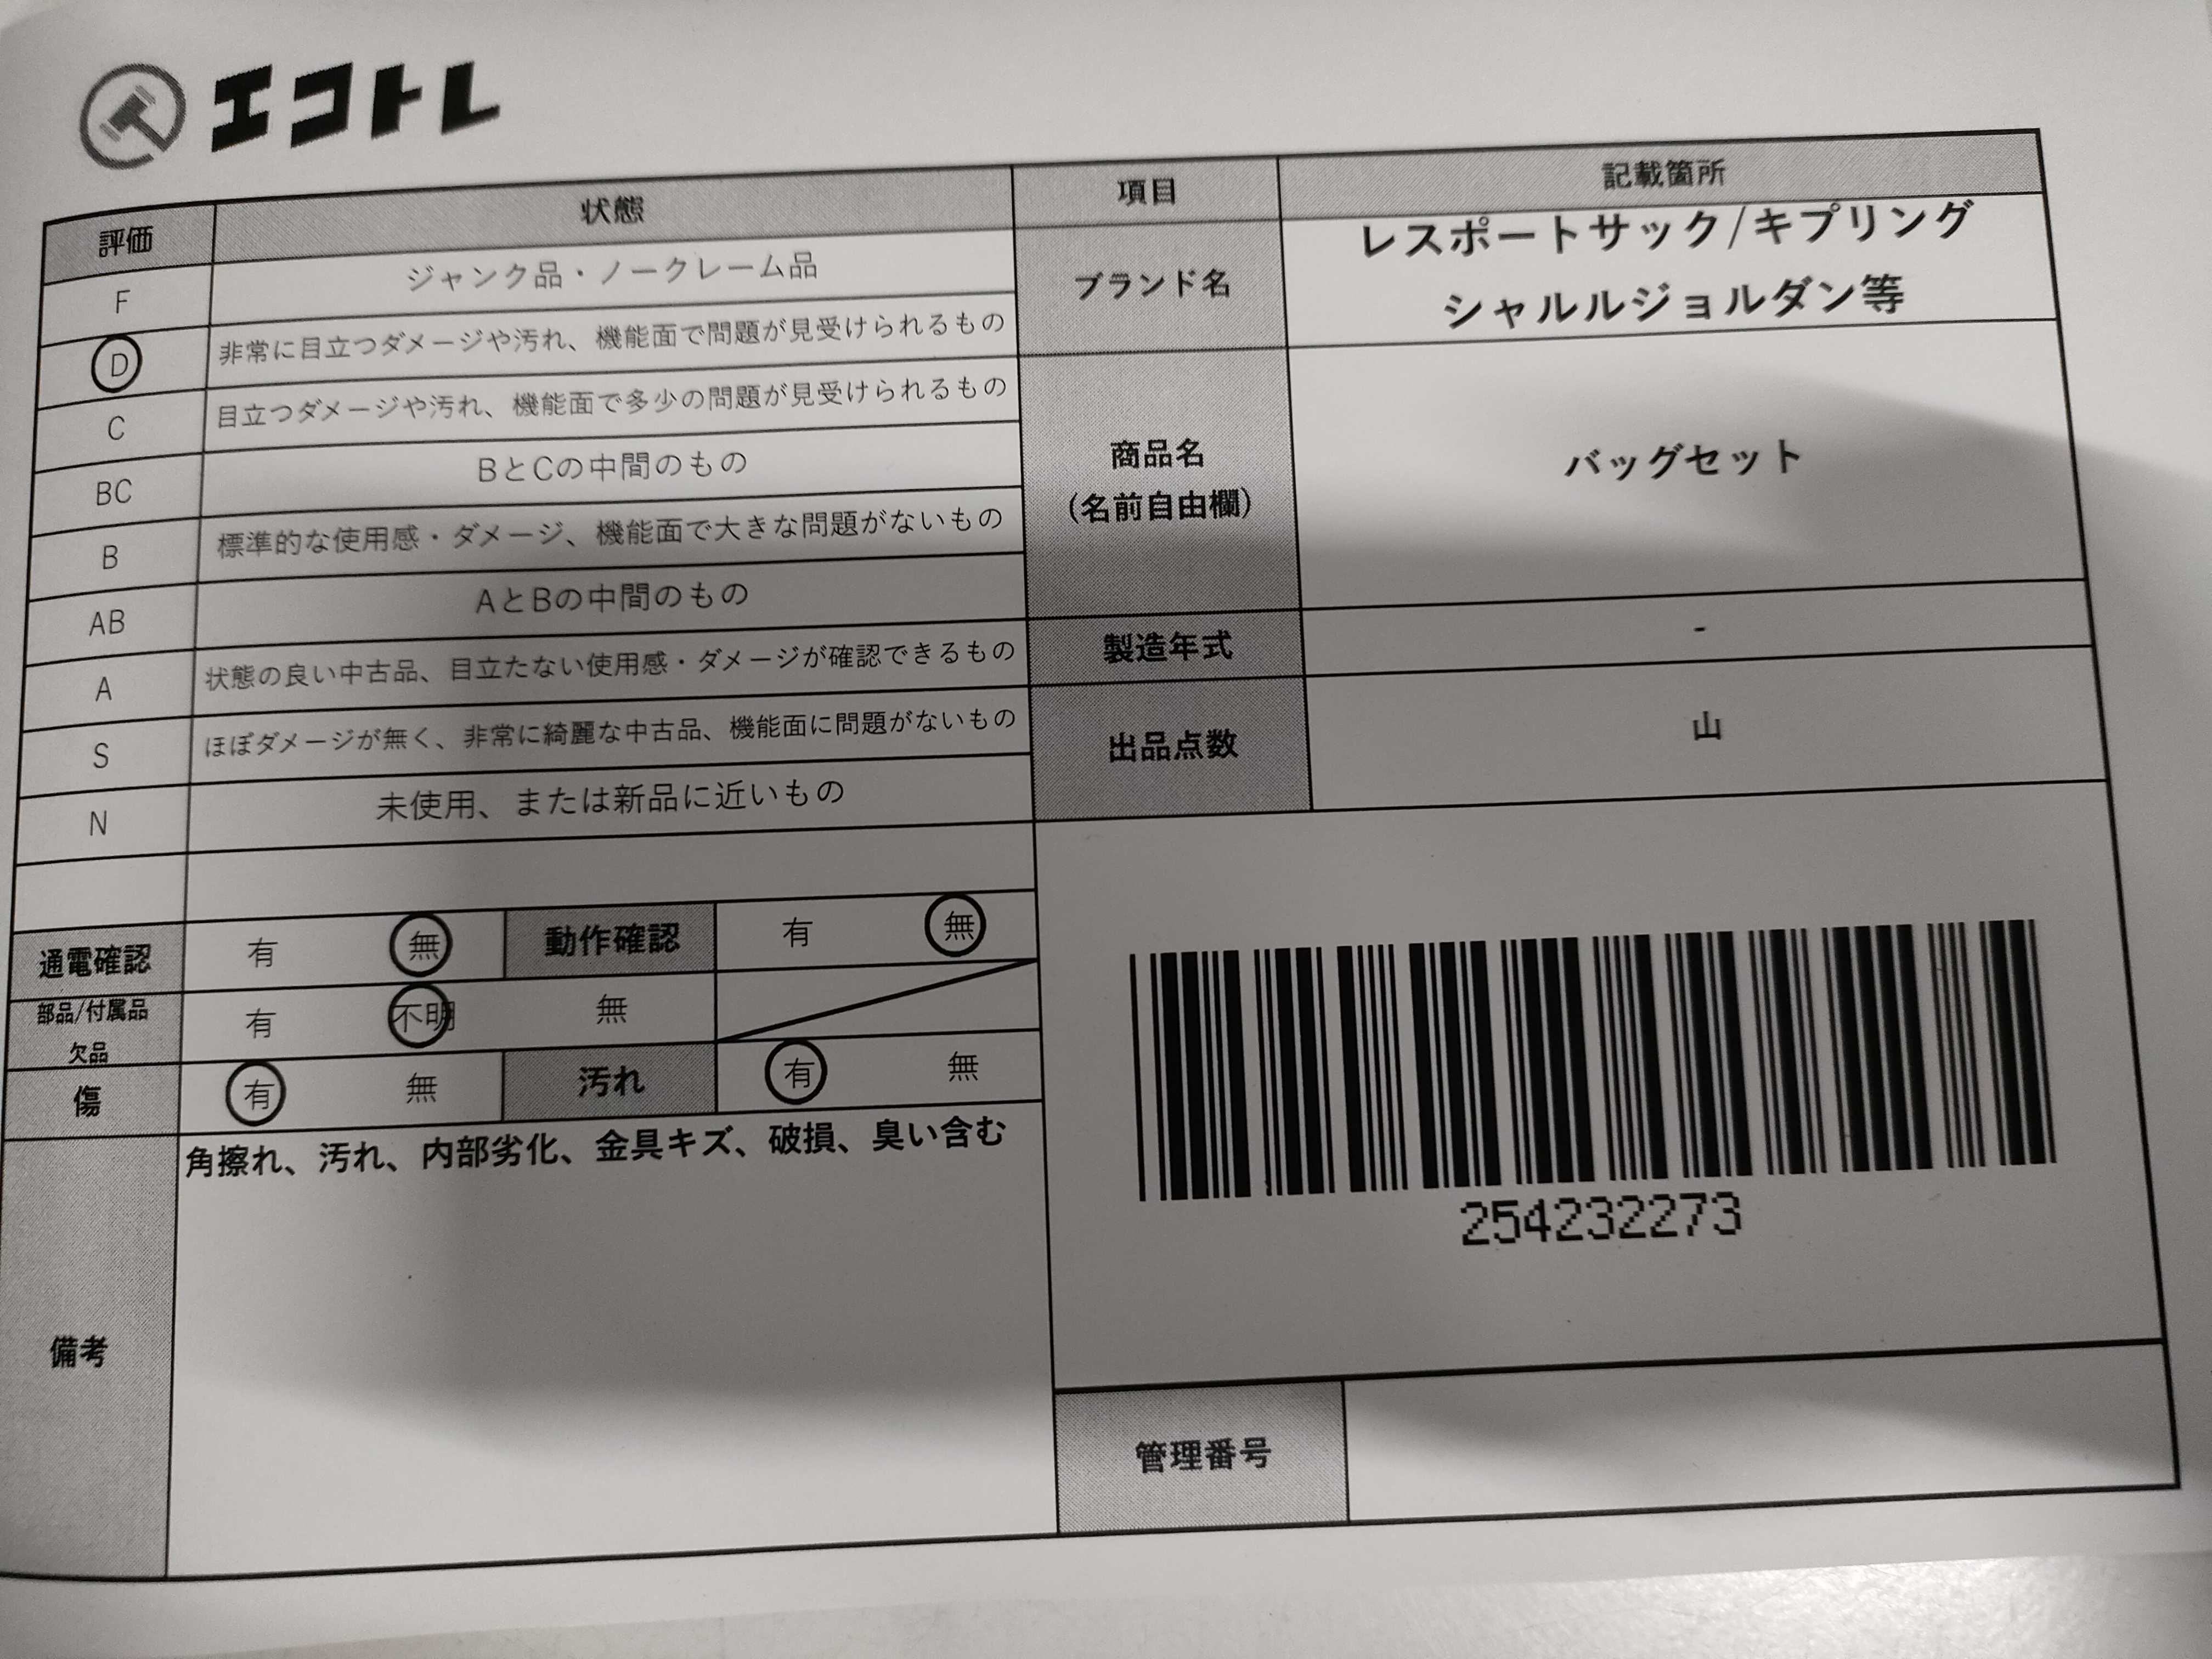 エコトレ
評価 状態
F ジャンク品・ノークレーム品
D 非常に目立つダメージや汚れ、機能面で問題が見受けられるもの
C 目立つダメージや汚れ、機能面で多少の問題が見受けられるもの
BC BとCの中間のもの
B 標準的な使用感・ダメージ、機能面で大きな問題がないもの
AB AとBの中間のもの
A 状態の良い中古品、目立たない使用感・ダメージが確認できるもの
S ほぼダメージが無く、非常に綺麗な中古品、機能面に問題がないもの
N 未使用、または新品に近いもの
通電確認 有 無 動作確認 有 無
部品/付属品
欠品 有 不明 無
傷 有 無 汚れ 有 無
備考 角擦れ、汚れ、内部劣化、金具キズ、破損、臭い含む
項目 記載箇所
ブランド名 レスポートサック/キプリング
シャルルジョルダン等
商品名
(名前自由欄) バッグセット
製造年式 -
出品点数 山
254232273
管理番号